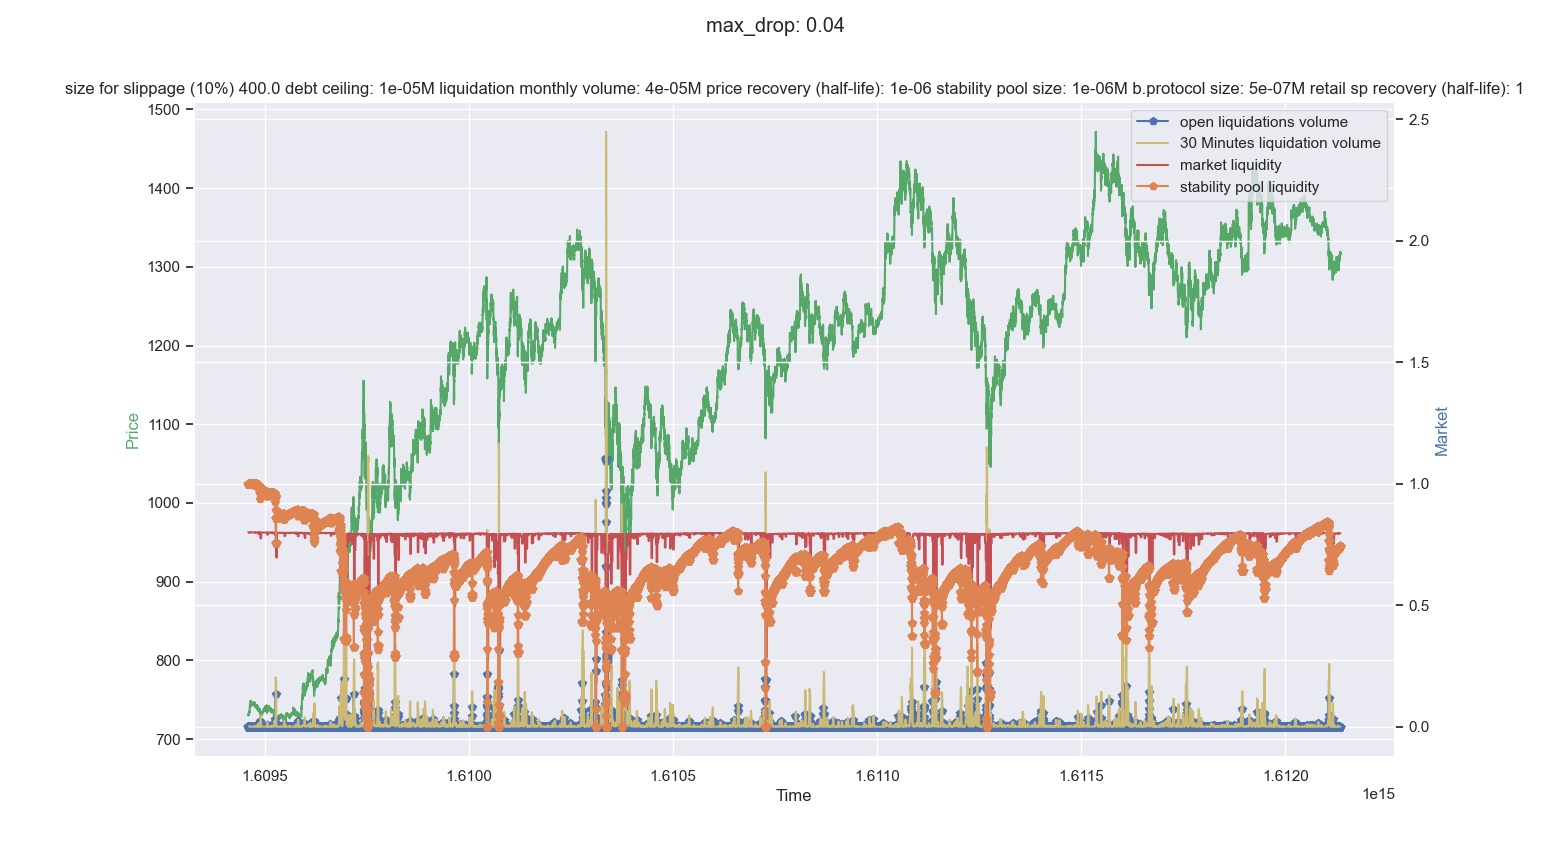 max_drop: 0.04
size for slippage (10%) 400.0 debt ceiling: 1e-05M liquidation monthly volume: 4e-05M price recovery (half-life): 1e-06 stability pool size: 1e-06M b.protocol size: 5e-07M retail sp recovery (half-life): 1
open liquidations volume
30 Minutes liquidation volume
market liquidity
stability pool liquidity
1500
1400
1300
1200
1100
1000
900
800
700
Price
2.5
2.0
1.5
1.0
0.5
0.0
Market
1.6095 1.6100 1.6105 1.6110 1.6115 1.6120
1e15
Time